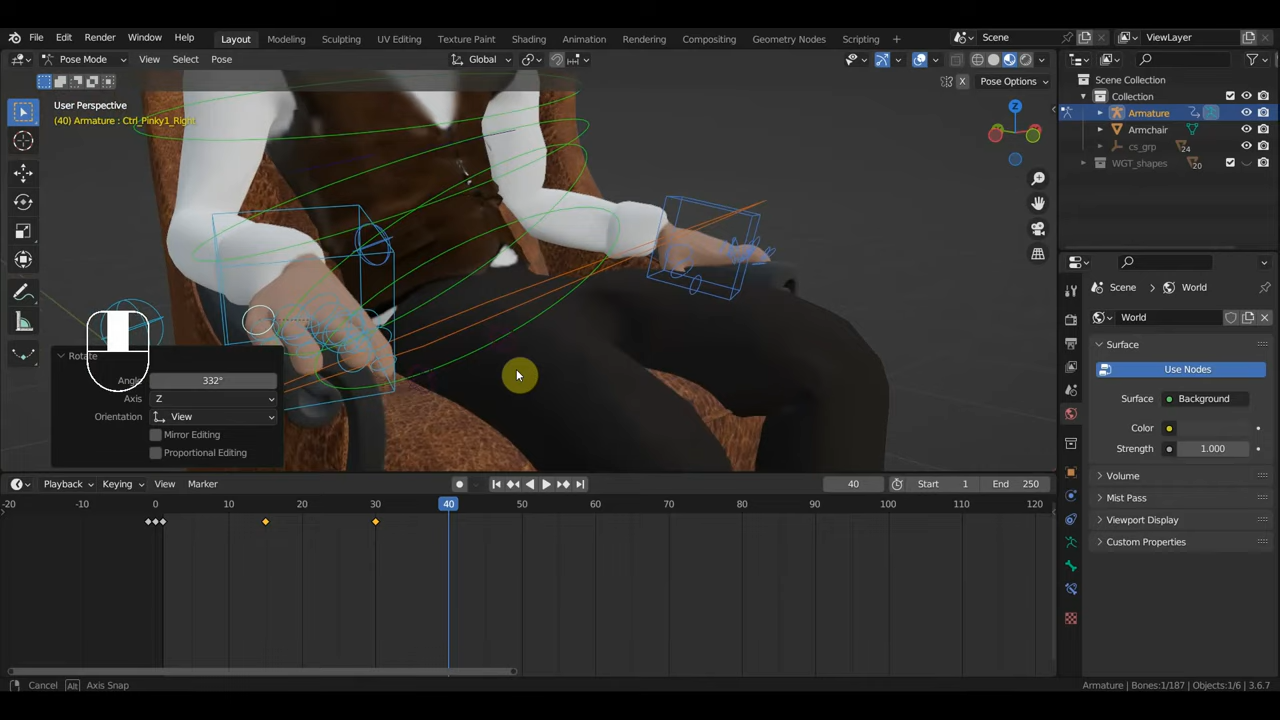 File Edit Render Window Help Layout Modeling Sculpting UV Editing Texture Paint Shading Animation Rendering Compositing Geometry Nodes Scripting + Scene ViewLayer
Pose Mode View Select Pose Global
X Pose Options
User Perspective
(40) Armature : Ctrl_Pinky1_Right
Z
Scene Collection
Collection
Armature
Armchair
cs_grp 24
WGT_shapes 20
Scene World
World
Surface
Use Nodes
Surface Background
Color
Strength 1.000
Volume
Mist Pass
Viewport Display
Custom Properties
Rotate
Angle 332°
Axis Z
Orientation View
Mirror Editing
Proportional Editing
Playback Keying View Marker 40 Start 1 End 250
-20 -10 0 10 20 30 40 50 60 70 80 90 100 110 120
Cancel Alt Axis Snap Armature | Bones:1/187 | Objects:1/6 | 3.6.7